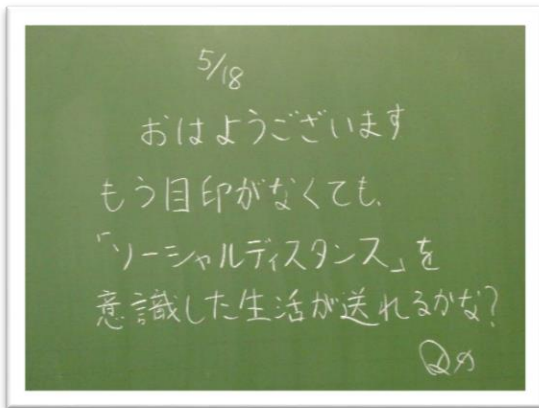 5/18
おはようございます
もう目印がなくても、
「ソーシャルディスタンス」を
意識した生活が送れるかな?